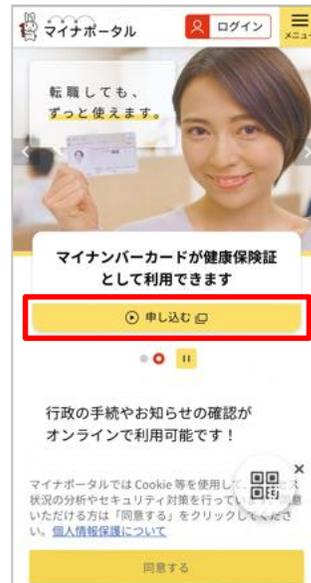 マイナポータル
ログイン
メニュー
転職しても、
ずっと使えます。
マイナンバーカードが健康保険証
として利用できます
申し込む
行政の手続やお知らせの確認が
オンラインで利用可能です!
マイナポータルでは Cookie 等を使用し
状況の分析やセキュリティ対策を行って
いただける方は「同意する」をクリックして
い。個人情報保護について
同意する